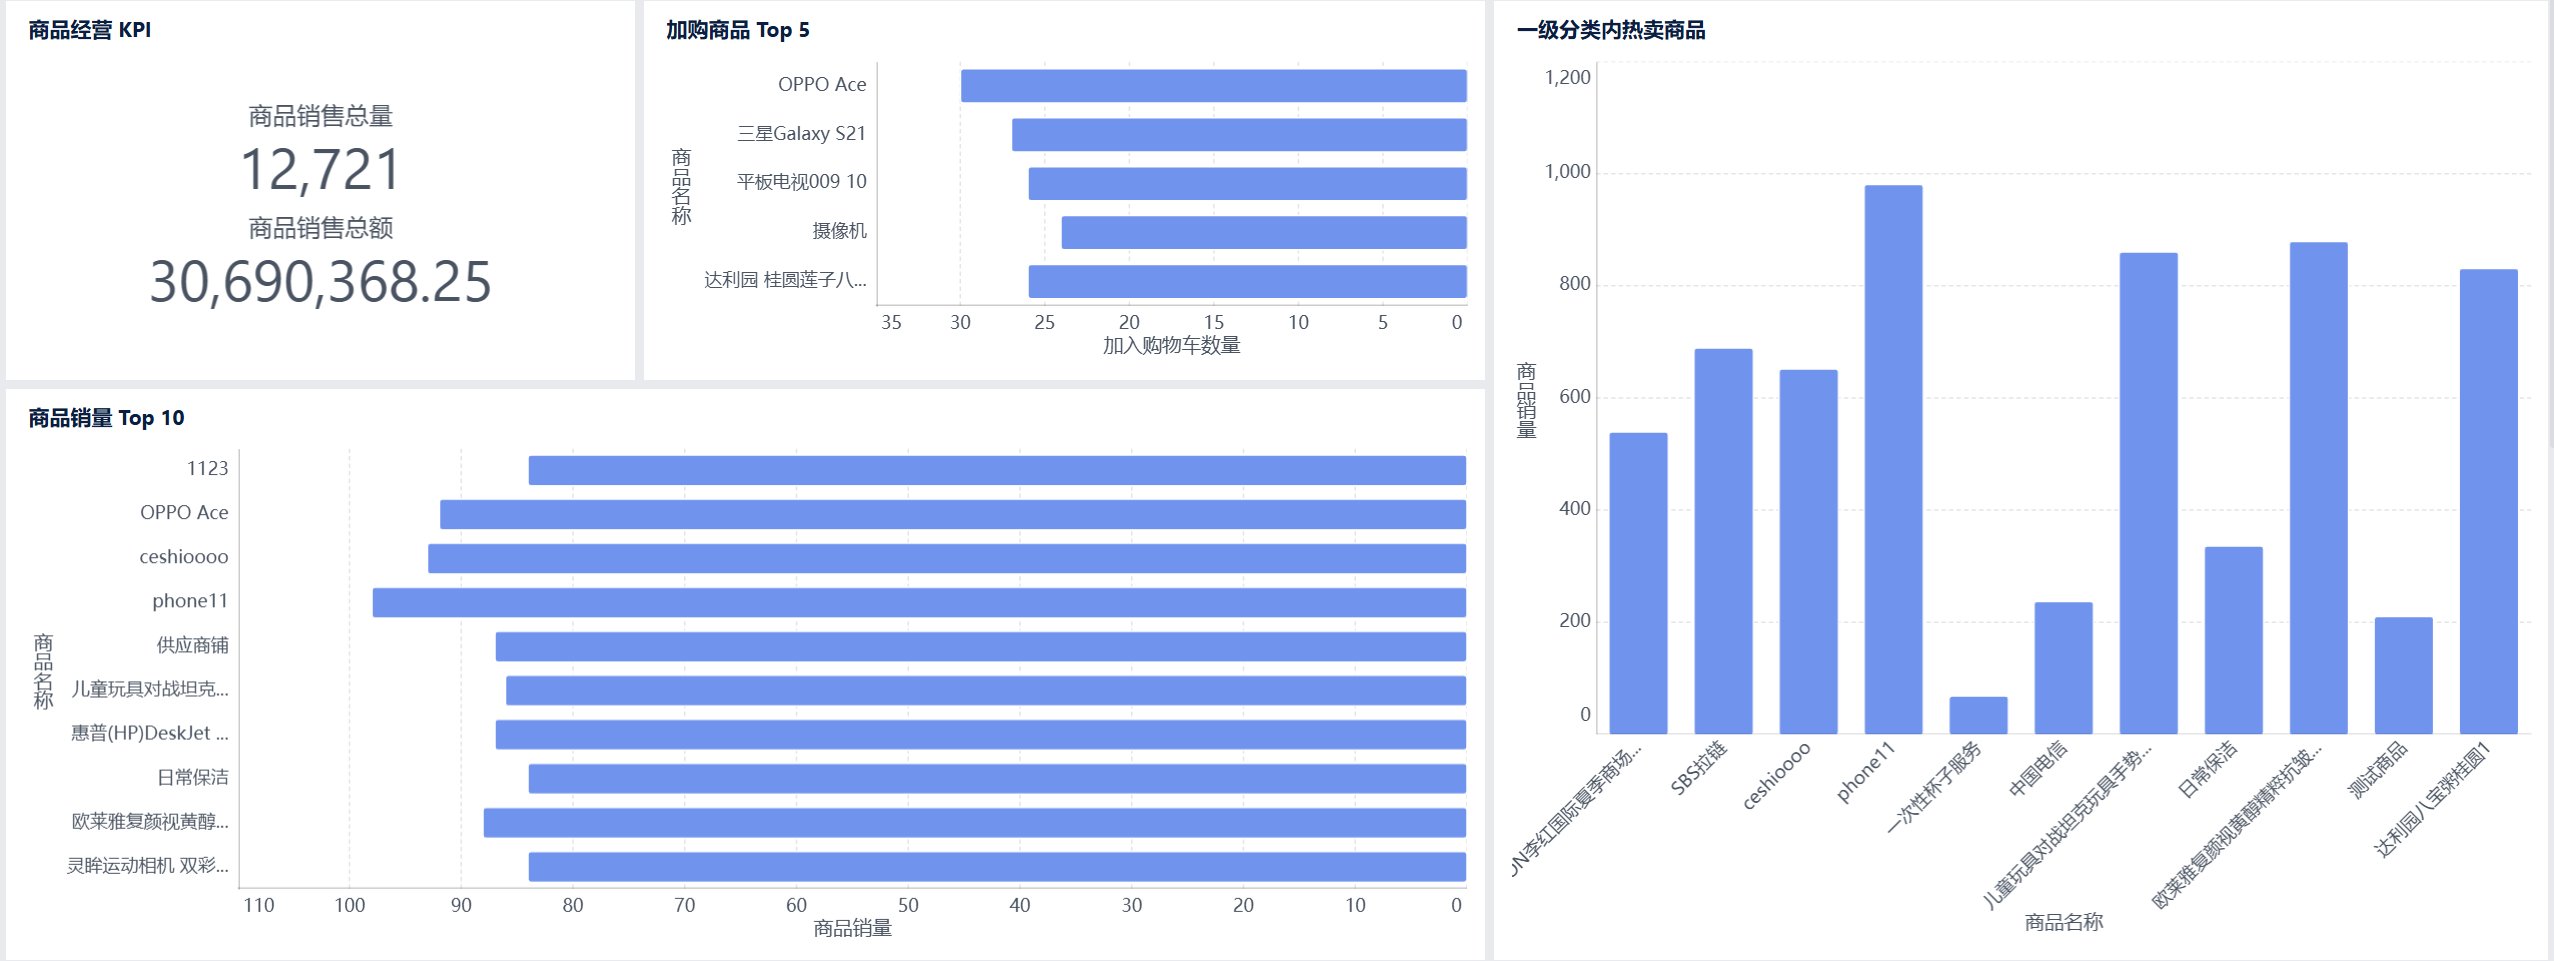 商品经营 KPI
商品销售总量
12,721
商品销售总额
30,690,368.25
加购商品 Top 5
商品名称
OPPO Ace
三星Galaxy S21
平板电视009 10
摄像机
达利园 桂圆莲子八...
35 30 25 20 15 10 5 0
加入购物车数量
商品销量 Top 10
商品名称
1123
OPPO Ace
ceshioooo
phone11
供应商铺
儿童玩具对战坦克...
惠普(HP)DeskJet ...
日常保洁
欧莱雅复颜视黄醇...
灵眸运动相机 双彩...
110 100 90 80 70 60 50 40 30 20 10 0
商品销量
一级分类内热卖商品
商品销量
1,200
1,000
800
600
400
200
0
ON李红国际夏季商场...
SBS拉链
ceshioooo
phone11
一次性杯子服务
中国电信
儿童玩具对战坦克玩具手势...
日常保洁
欧莱雅复颜视黄醇精粹抗皱...
测试商品
达利园八宝粥桂圆1
商品名称